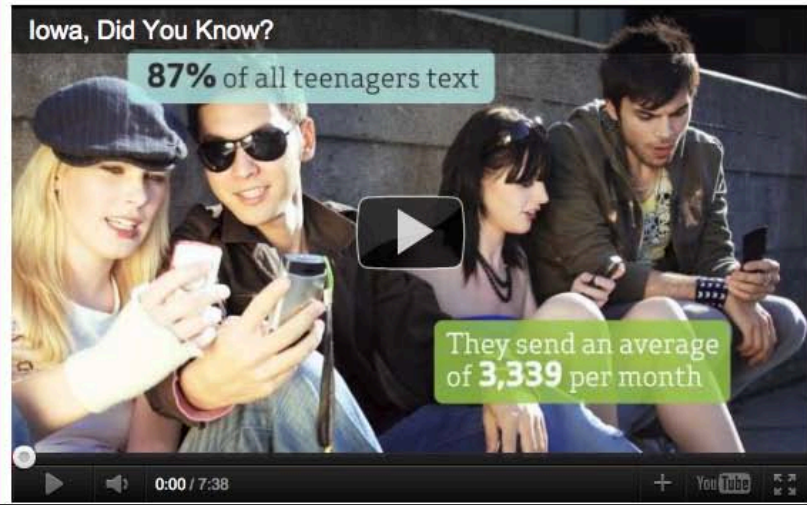 Iowa, Did You Know?
87% of all teenagers text
They send an average
of 3,339 per month
0:00 / 7:38
YouTube